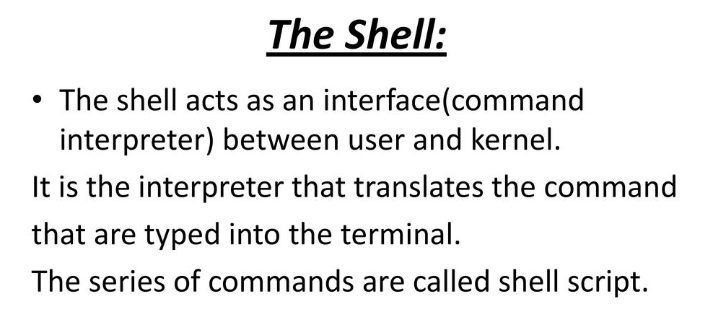 The Shell:
• The shell acts as an interface(command
interpreter) between user and kernel.
It is the interpreter that translates the command
that are typed into the terminal.
The series of commands are called shell script.